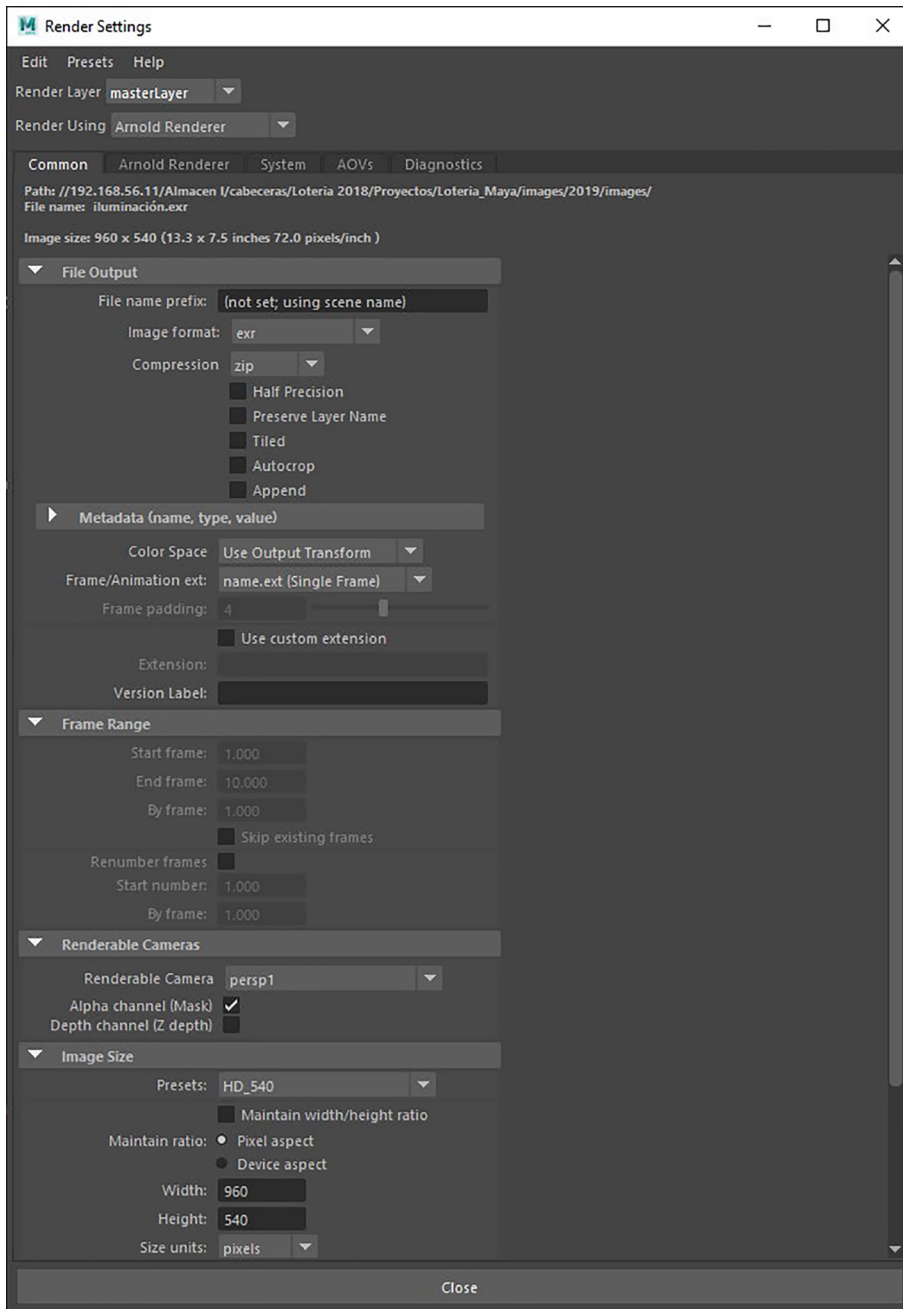 Render Settings
Edit Presets Help
Render Layer masterLayer
Render Using Arnold Renderer
Common Arnold Renderer System AOVs Diagnostics
Path: //192.168.56.11/Almacen I/cabeceras/Loteria 2018/Proyectos/Loteria_Maya/images/2019/images/
File name: iluminación.exr
Image size: 960 x 540 (13.3 x 7.5 inches 72.0 pixels/inch )
File Output
File name prefix: (not set; using scene name)
Image format: exr
Compression zip
Half Precision
Preserve Layer Name
Tiled
Autocrop
Append
Metadata (name, type, value)
Color Space Use Output Transform
Frame/Animation ext: name.ext (Single Frame)
Frame padding: 4
Use custom extension
Extension:
Version Label:
Frame Range
Start frame: 1.000
End frame: 10.000
By frame: 1.000
Skip existing frames
Renumber frames
Start number: 1.000
By frame: 1.000
Renderable Cameras
Renderable Camera persp1
Alpha channel (Mask)
Depth channel (Z depth)
Image Size
Presets: HD_540
Maintain width/height ratio
Maintain ratio: Pixel aspect
Device aspect
Width: 960
Height: 540
Size units: pixels
Close